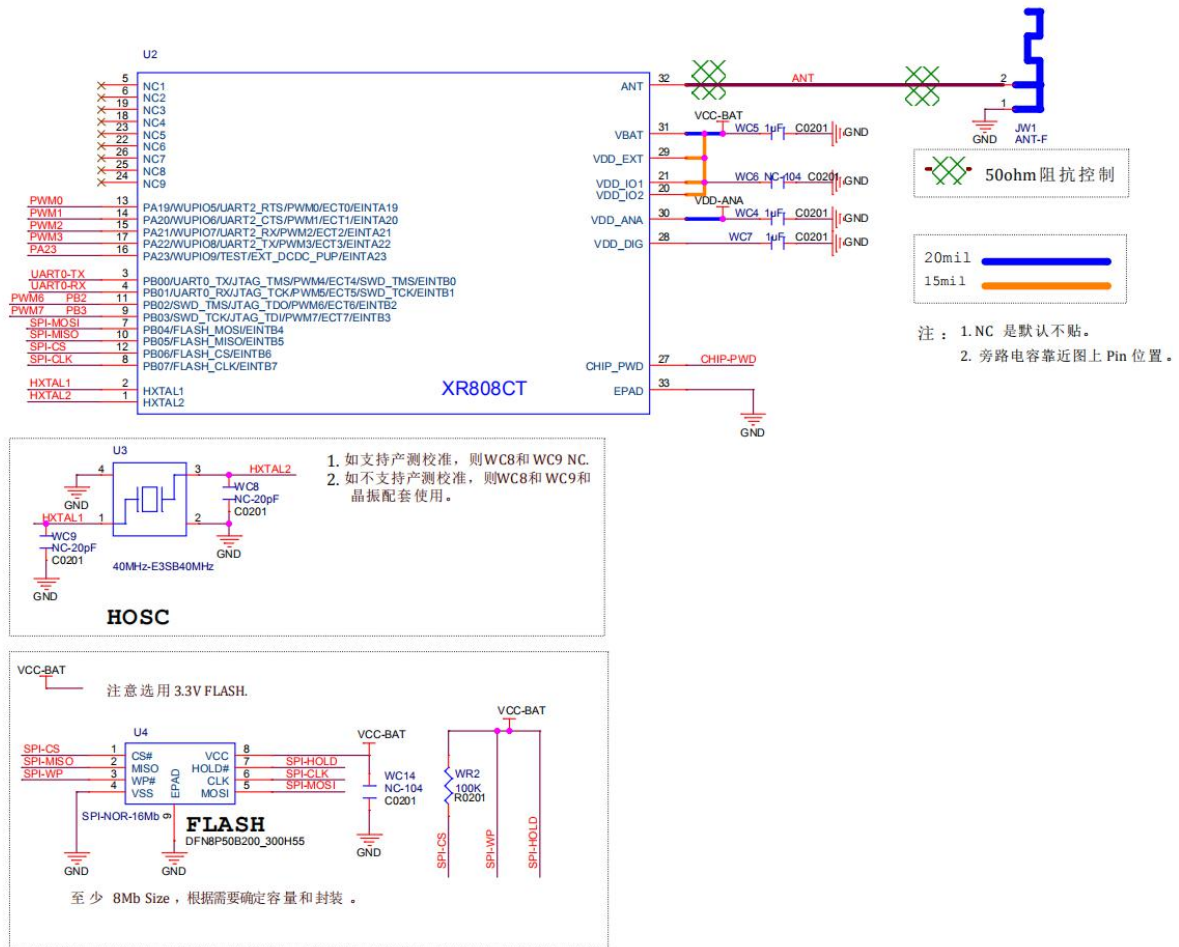 U2
5 NC1
6 NC2
19 NC3
18 NC4
23 NC5
22 NC6
26 NC7
25 NC8
24 NC9
PWM0 13 PA19/WUPIO5/UART2_RTS/PWM0/ECT0/EINTA19
PWM1 14 PA20/WUPIO6/UART2_CTS/PWM1/ECT1/EINTA20
PWM2 15 PA21/WUPIO7/UART2_RX/PWM2/ECT2/EINTA21
PWM3 17 PA22/WUPIO8/UART2_TX/PWM3/ECT3/EINTA22
PA23 16 PA23/WUPIO9/TEST/EXT_DCDC_PUP/EINTA23
UART0-TX 3 PB00/UART0_TX/JTAG_TMS/PWM4/ECT4/SWD_TMS/EINTB0
UART0-RX 4 PB01/UART0_RX/JTAG_TCK/PWM5/ECT5/SWD_TCK/EINTB1
PWM6 PB2 11 PB02/SWD_TMS/JTAG_TDO/PWM6/ECT6/EINTB2
PWM7 PB3 9 PB03/SWD_TCK/JTAG_TDI/PWM7/ECT7/EINTB3
SPI-MOSI 7 PB04/FLASH_MOSI/EINTB4
SPI-MISO 10 PB05/FLASH_MISO/EINTB5
SPI-CS 12 PB06/FLASH_CS/EINTB6
SPI-CLK 8 PB07/FLASH_CLK/EINTB7
HXTAL1 2 HXTAL1
HXTAL2 1 HXTAL2
XR808CT
ANT 32 ANT
VCC-BAT
VBAT 31 WC5 1uF C0201 GND
VDD_EXT 29
VDD_IO1 21 WC6 NC-104 C0201 GND
VDD_IO2 20
VDD-ANA
VDD_ANA 30 WC4 1uF C0201 GND
VDD_DIG 28 WC7 1uF C0201 GND
CHIP_PWD 27 CHIP-PWD
EPAD 33
GND
2
1
GND
JW1
ANT-F
50ohm阻抗控制
20mil
15mil
注： 1.NC 是默认不贴。
2. 旁路电容靠近图上 Pin 位置。
U3
4
3 HXTAL2
GND
WC8
NC-20pF
C0201
HXTAL1 1
2
GND
WC9
NC-20pF
C0201
GND
40MHz-E3SB40MHz
1. 如支持产测校准，则WC8和 WC9 NC.
2. 如不支持产测校准，则WC8和 WC9和
晶振配套使用。
HOSC
VCC-BAT
注意选用 3.3V FLASH.
U4
SPI-CS 1 CS#
SPI-MISO 2 MISO
SPI-WP 3 WP#
4 VSS
EPAD
9
VCC 8
HOLD# 7 SPI-HOLD
CLK 6 SPI-CLK
MOSI 5 SPI-MOSI
SPI-NOR-16Mb
FLASH
DFN8P50B200_300H55
GND
GND
VCC-BAT
WC14
NC-104
C0201
GND
VCC-BAT
WR2
100K
R0201
SPI-CS
SPI-WP
SPI-HOLD
至少 8Mb Size ，根据需要确定容量和封装 。